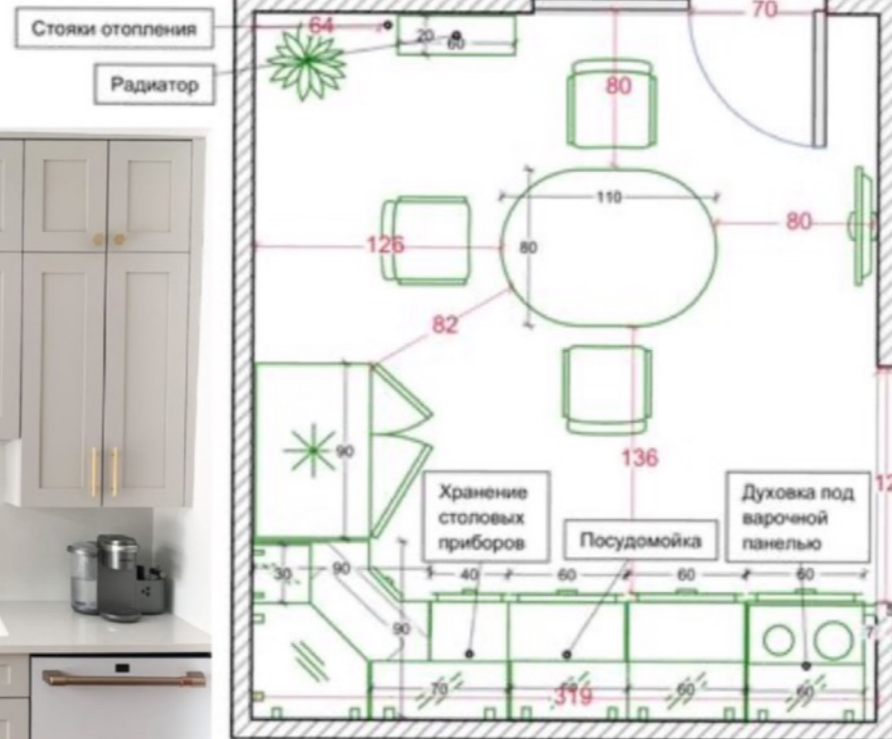 Стояки отопления
64
70
20
60
Радиатор
80
110
80
126
80
82
90
136
Хранение
столовых
приборов
Посудомойка
Духовка под
варочной
панелью
30
90
40
60
60
60
90
70
319
60
60